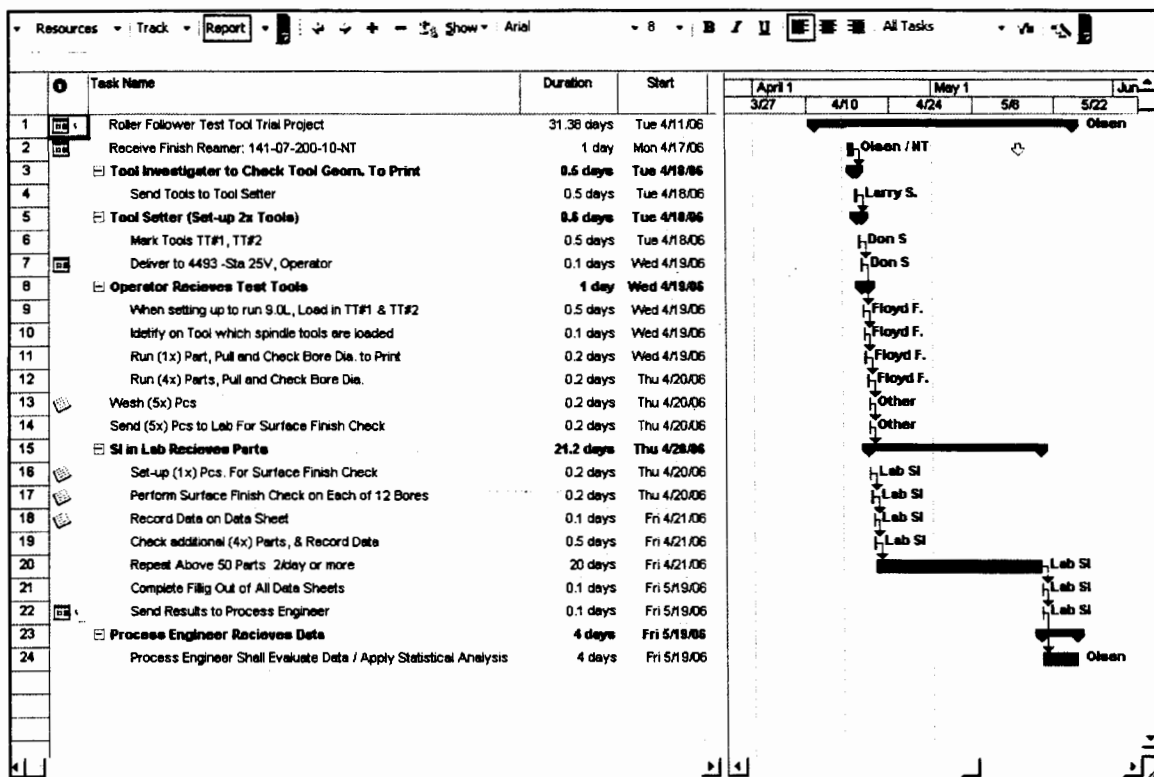 Resources Track Report Show Arial 8 B I U All Tasks
Task Name Duration Start April 1 May 1 Jun
3/27 4/10 4/24 5/8 5/22
1 Roller Follower Test Tool Trial Project 31.38 days Tue 4/11/06 Olsen
2 Receive Finish Reamer: 141-07-200-10-NT 1 day Mon 4/17/06 Olsen / NT
3 Tool Investigator to Check Tool Geom. To Print 0.5 days Tue 4/18/06
4 Send Tools to Tool Setter 0.5 days Tue 4/18/06 Larry S.
5 Tool Setter (Set-up 2x Tools) 0.6 days Tue 4/18/06
6 Mark Tools TT#1, TT#2 0.5 days Tue 4/18/06 Don S
7 Deliver to 4493 -Sta 25V, Operator 0.1 days Wed 4/19/06 Don S
8 Operator Recieves Test Tools 1 day Wed 4/19/06
9 When setting up to run 9.0L, Load in TT#1 & TT#2 0.5 days Wed 4/19/06 Floyd F.
10 Idetify on Tool which spindle tools are loaded 0.1 days Wed 4/19/06 Floyd F.
11 Run (1x) Part, Pull and Check Bore Dia. to Print 0.2 days Wed 4/19/06 Floyd F.
12 Run (4x) Parts, Pull and Check Bore Dia. 0.2 days Thu 4/20/06 Floyd F.
13 Wash (5x) Pcs 0.2 days Thu 4/20/06 Other
14 Send (5x) Pcs to Lab For Surface Finish Check 0.2 days Thu 4/20/06 Other
15 SI in Lab Recieves Parts 21.2 days Thu 4/20/06
16 Set-up (1x) Pcs. For Surface Finish Check 0.2 days Thu 4/20/06 Lab SI
17 Perform Surface Finish Check on Each of 12 Bores 0.2 days Thu 4/20/06 Lab SI
18 Record Data on Data Sheet 0.1 days Fri 4/21/06 Lab SI
19 Check additional (4x) Parts, & Record Data 0.5 days Fri 4/21/06 Lab SI
20 Repeat Above 50 Parts 2/day or more 20 days Fri 4/21/06 Lab SI
21 Complete Fillig Out of All Data Sheets 0.1 days Fri 5/19/06 Lab SI
22 Send Results to Process Engineer 0.1 days Fri 5/19/06 Lab SI
23 Process Engineer Recieves Data 4 days Fri 5/19/06
24 Process Engineer Shall Evaluate Data / Apply Statistical Analysis 4 days Fri 5/19/06 Olsen